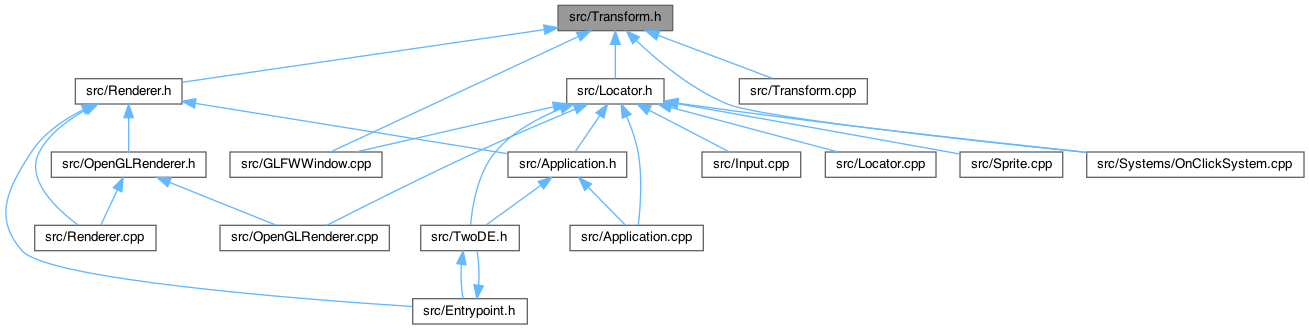 src/Transform.h
src/Renderer.h
src/Locator.h
src/Transform.cpp
src/OpenGLRenderer.h
src/GLFWWindow.cpp
src/Application.h
src/Input.cpp
src/Locator.cpp
src/Sprite.cpp
src/Systems/OnClickSystem.cpp
src/Renderer.cpp
src/OpenGLRenderer.cpp
src/TwoDE.h
src/Application.cpp
src/Entrypoint.h